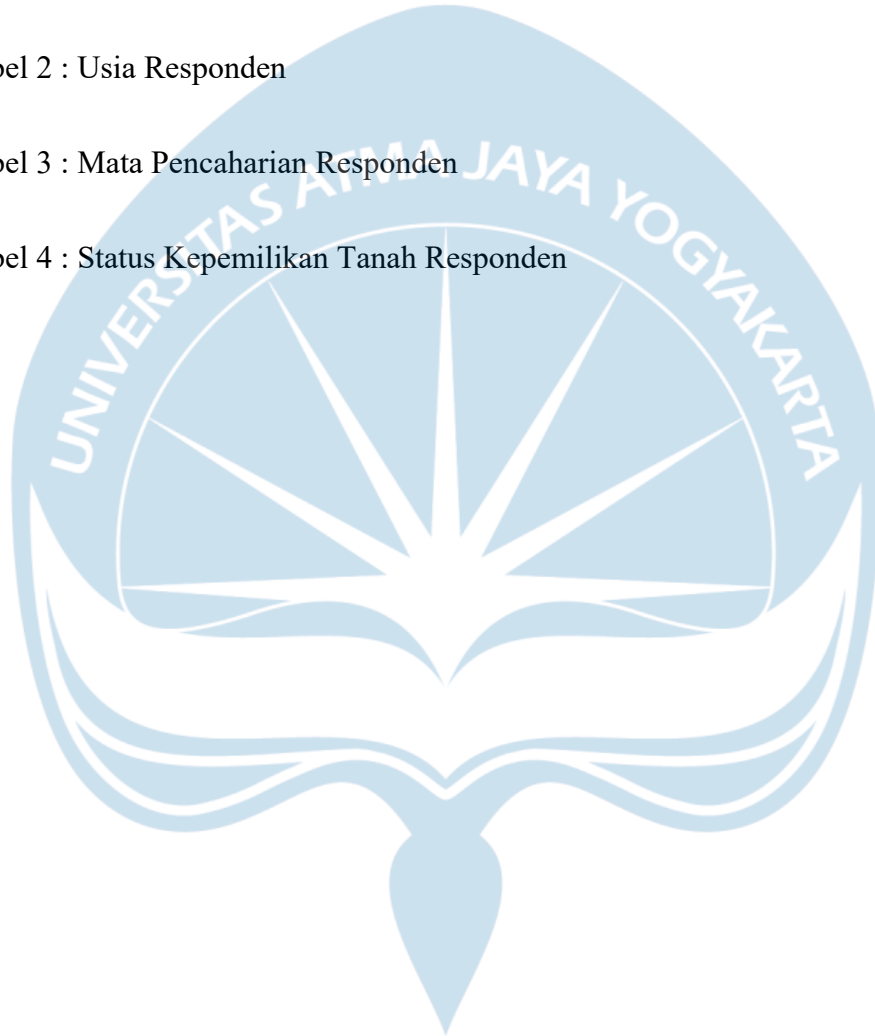 bel 2 : Usia Responden
bel 3 : Mata Pencaharian Responden
bel 4 : Status Kepemilikan Tanah Responden
UNIVERSITAS ATMA JAYA YOGYAKARTA